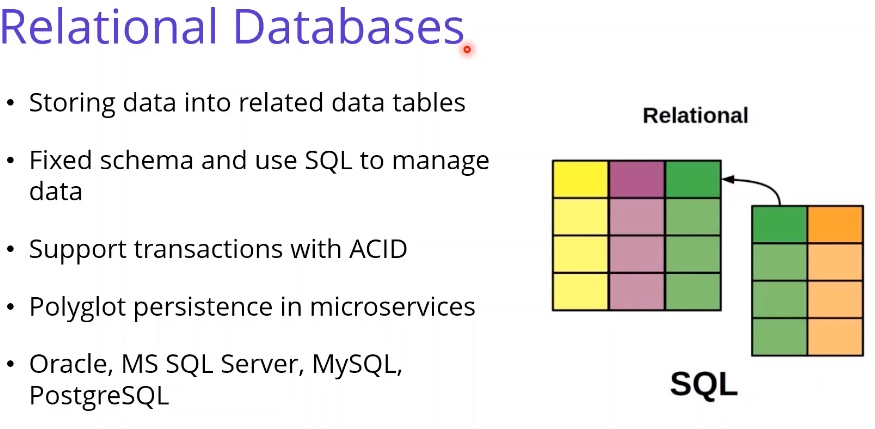 Relational Databases
• Storing data into related data tables
• Fixed schema and use SQL to manage
data
• Support transactions with ACID
• Polyglot persistence in microservices
• Oracle, MS SQL Server, MySQL,
PostgreSQL
Relational
SQL